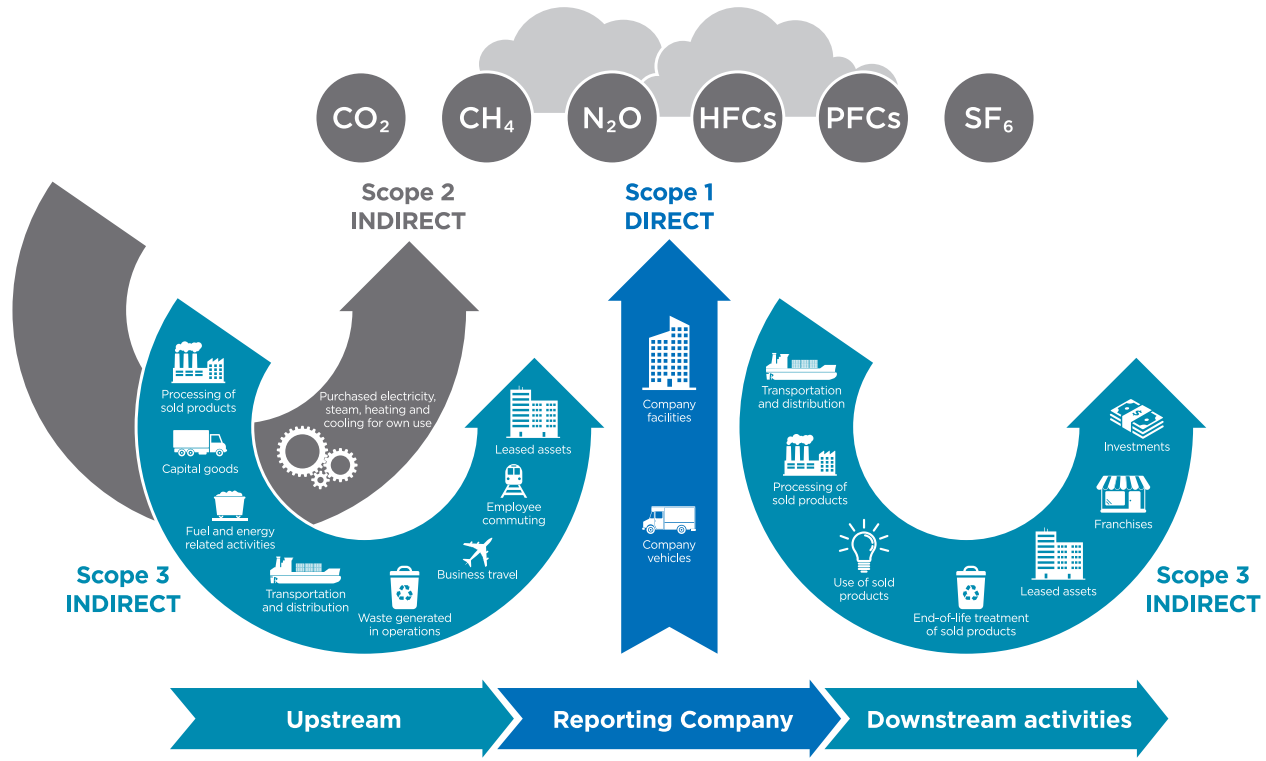 CO₂
CH₄
N₂O
HFCs
PFCs
SF₆
Scope 2
INDIRECT
Scope 1
DIRECT
Processing of
sold products
Capital goods
Fuel and energy
related activities
Transportation
and distribution
Waste generated
in operations
Business travel
Employee
commuting
Leased assets
Purchased electricity,
steam, heating and
cooling for own use
Scope 3
INDIRECT
Company
facilities
Company
vehicles
Transportation
and distribution
Processing of
sold products
Use of sold
products
End-of-life treatment
of sold products
Leased assets
Franchises
Investments
Scope 3
INDIRECT
Upstream
Reporting Company
Downstream activities